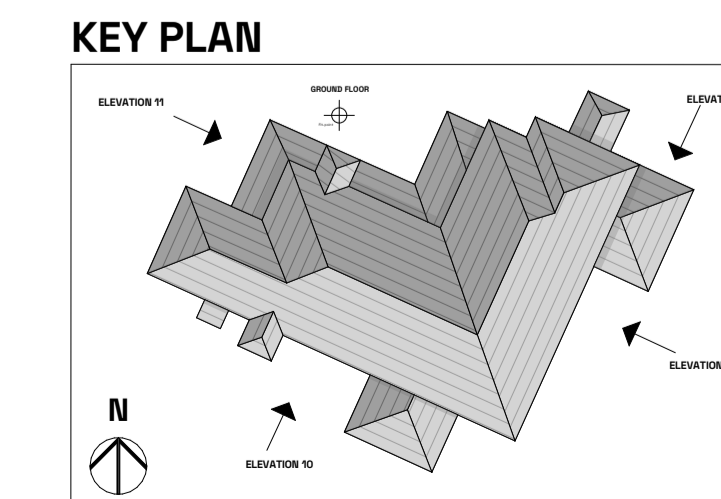 KEY PLAN
GROUND FLOOR
ELEVATION 11
ELEVAT
ELEVATION
N
ELEVATION 10